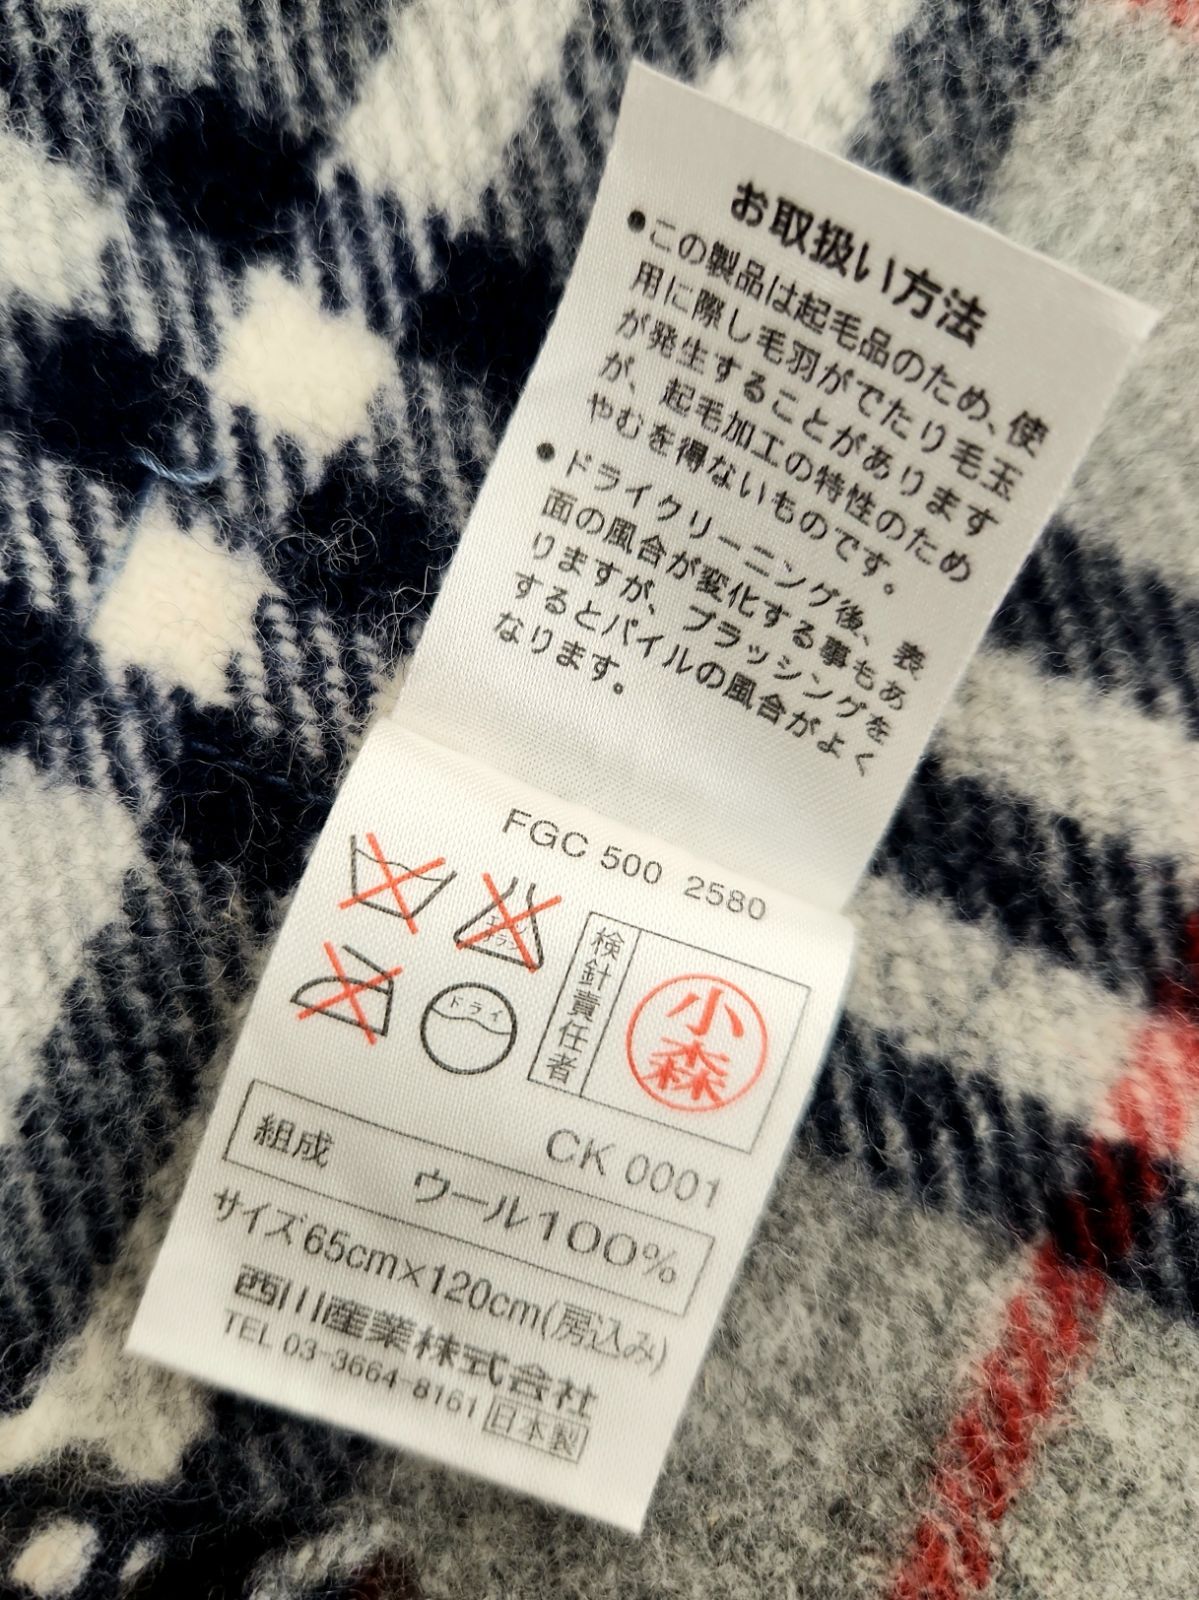 お取扱い方法
●この製品は起毛品のため、使
用に際し毛羽がでたり毛玉
が発生することがあります
が、起毛加工の特性のため
やむを得ないものです。
●ドライクリーニング後、表
面の風合が変化する事もあ
りますが、ブラッシングを
するとパイルの風合がよく
なります。
FGC 500 2580
ドライ
検針責任者
小森
CK 0001
組成 ウール100%
サイズ65cm×120cm(房込み)
西川産業株式会社
TEL 03-3664-8161 日本製